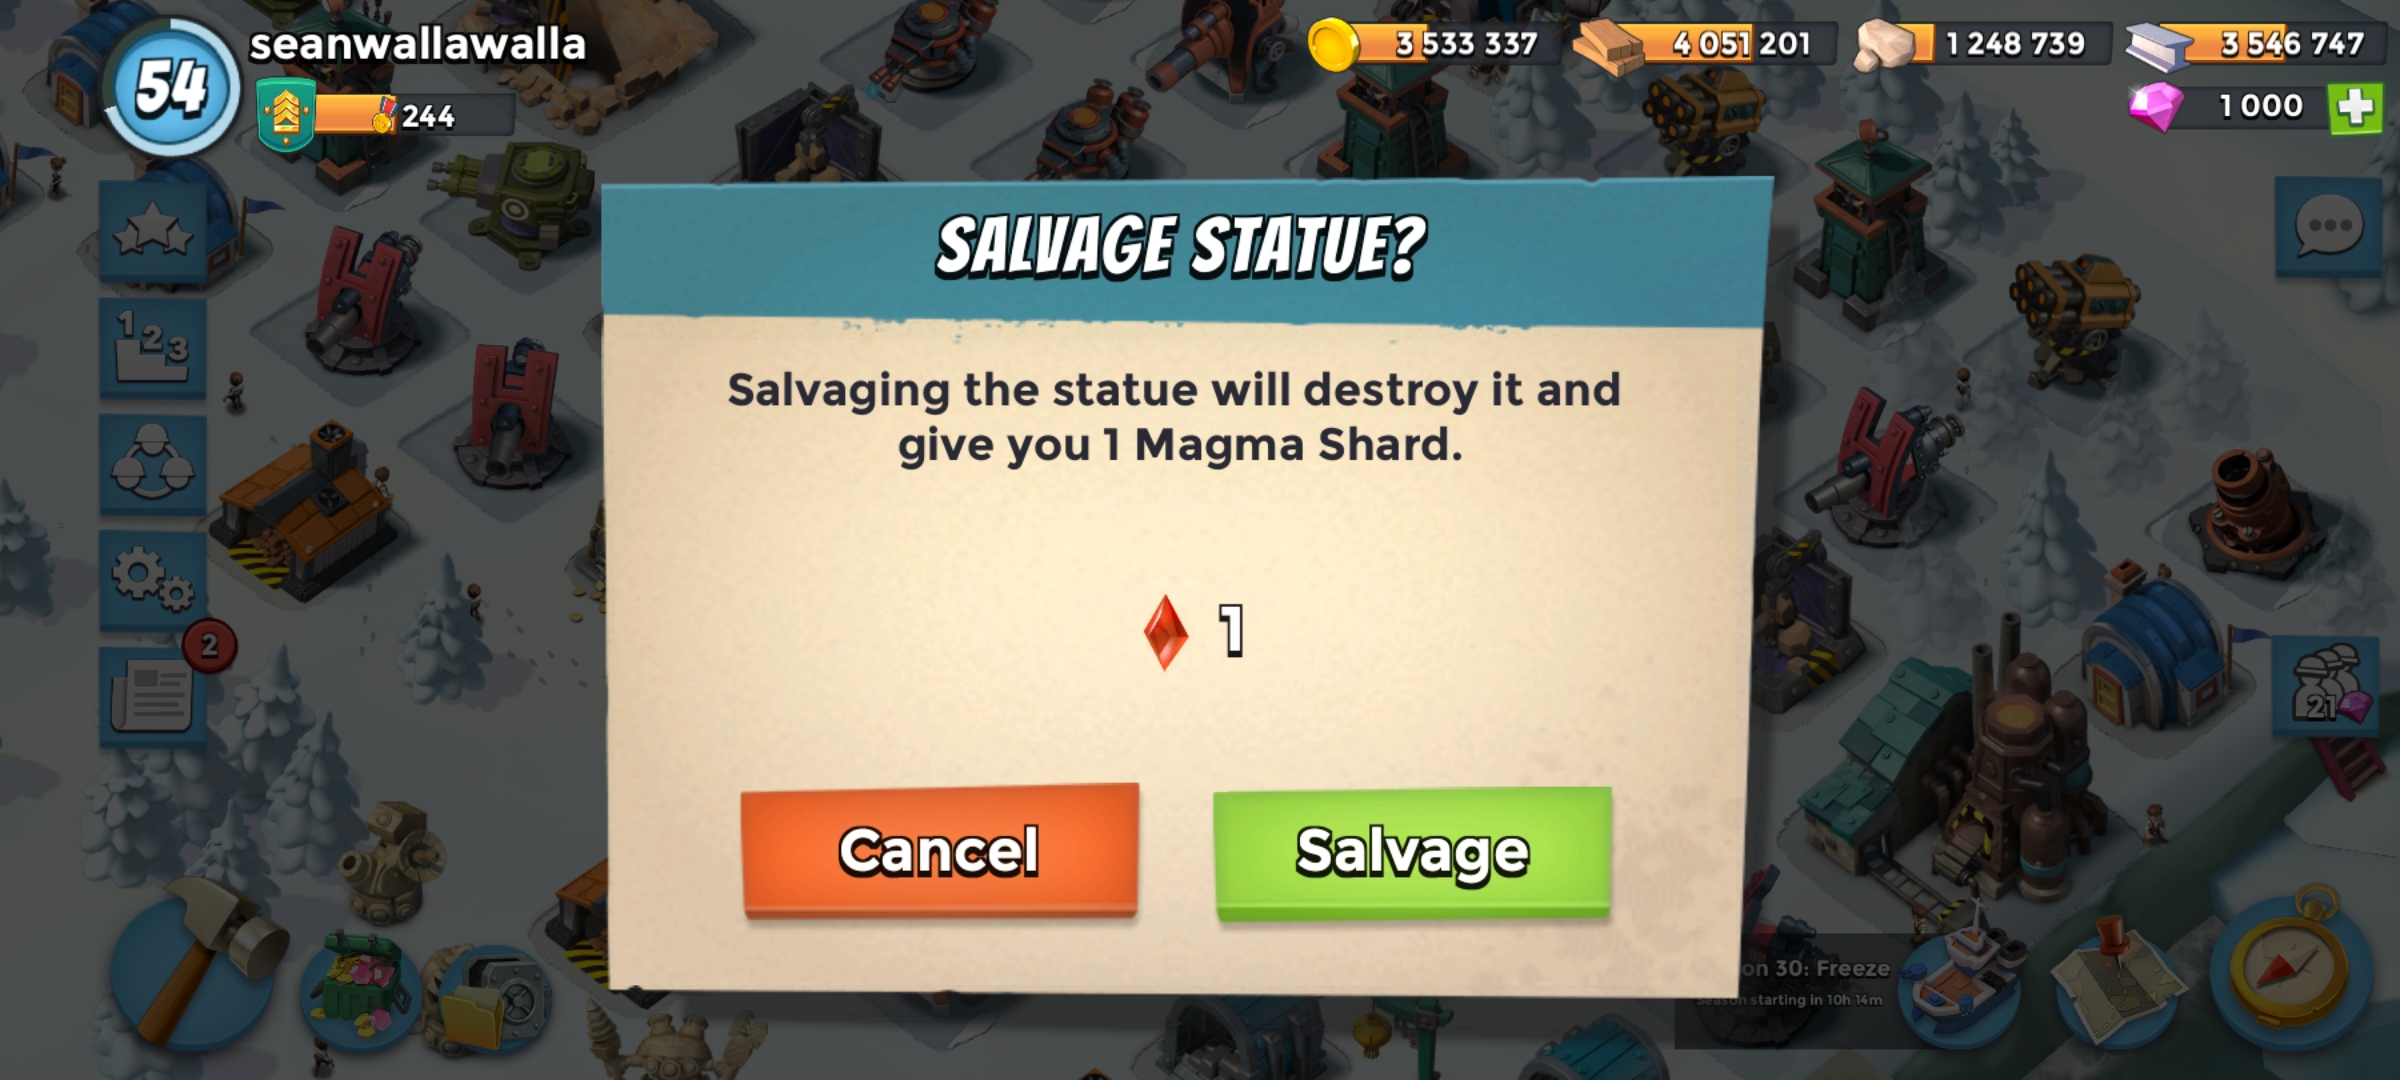 54
seanwallawalla
244
3 533 337
4 051 201
1 248 739
3 546 747
1 000
1 2 3
2
SALVAGE STATUE?
Salvaging the statue will destroy it and
give you 1 Magma Shard.
1
Cancel
Salvage
21
on 30: Freeze
Season starting in 10h 14m